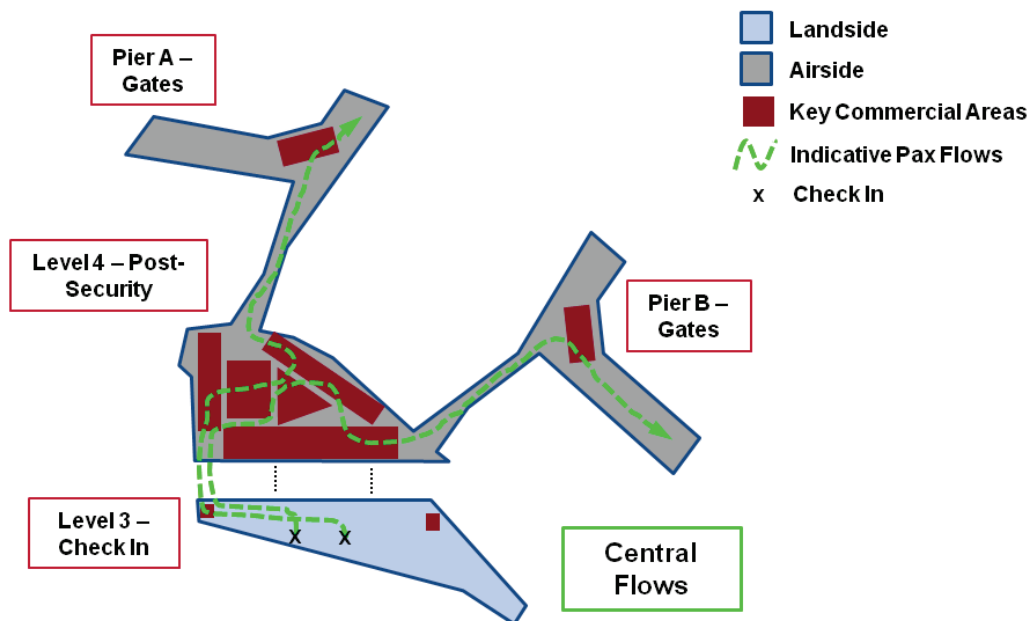 Pier A –
Gates
Landside
Airside
Key Commercial Areas
Indicative Pax Flows
x Check In
Level 4 – Post-
Security
Pier B –
Gates
Level 3 –
Check In
X X
Central
Flows